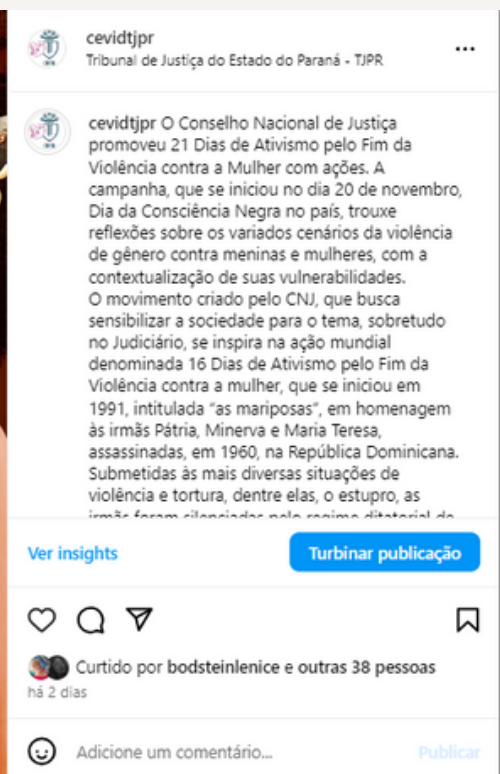 cevidtjpr
Tribunal de Justiça do Estado do Paraná - TJPR
cevidtjpr O Conselho Nacional de Justiça
promoveu 21 Dias de Ativismo pelo Fim da
Violência contra a Mulher com ações. A
campanha, que se iniciou no dia 20 de novembro,
Dia da Consciência Negra no país, trouxe
reflexões sobre os variados cenários da violência
de gênero contra meninas e mulheres, com a
contextualização de suas vulnerabilidades.
O movimento criado pelo CNJ, que busca
sensibilizar a sociedade para o tema, sobretudo
no Judiciário, se inspira na ação mundial
denominada 16 Dias de Ativismo pelo Fim da
Violência contra a mulher, que se iniciou em
1991, intitulada "as mariposas", em homenagem
às irmãs Pátria, Minerva e Maria Teresa,
assassinadas, em 1960, na República Dominicana.
Submetidas às mais diversas situações de
violência e tortura, dentre elas, o estupro, as
irmãs foram silenciadas pelo regime ditatorial de
Ver insights
Turbinar publicação
Curtido por bodsteinlenice e outras 38 pessoas
há 2 dias
Adicione um comentário...
Publicar